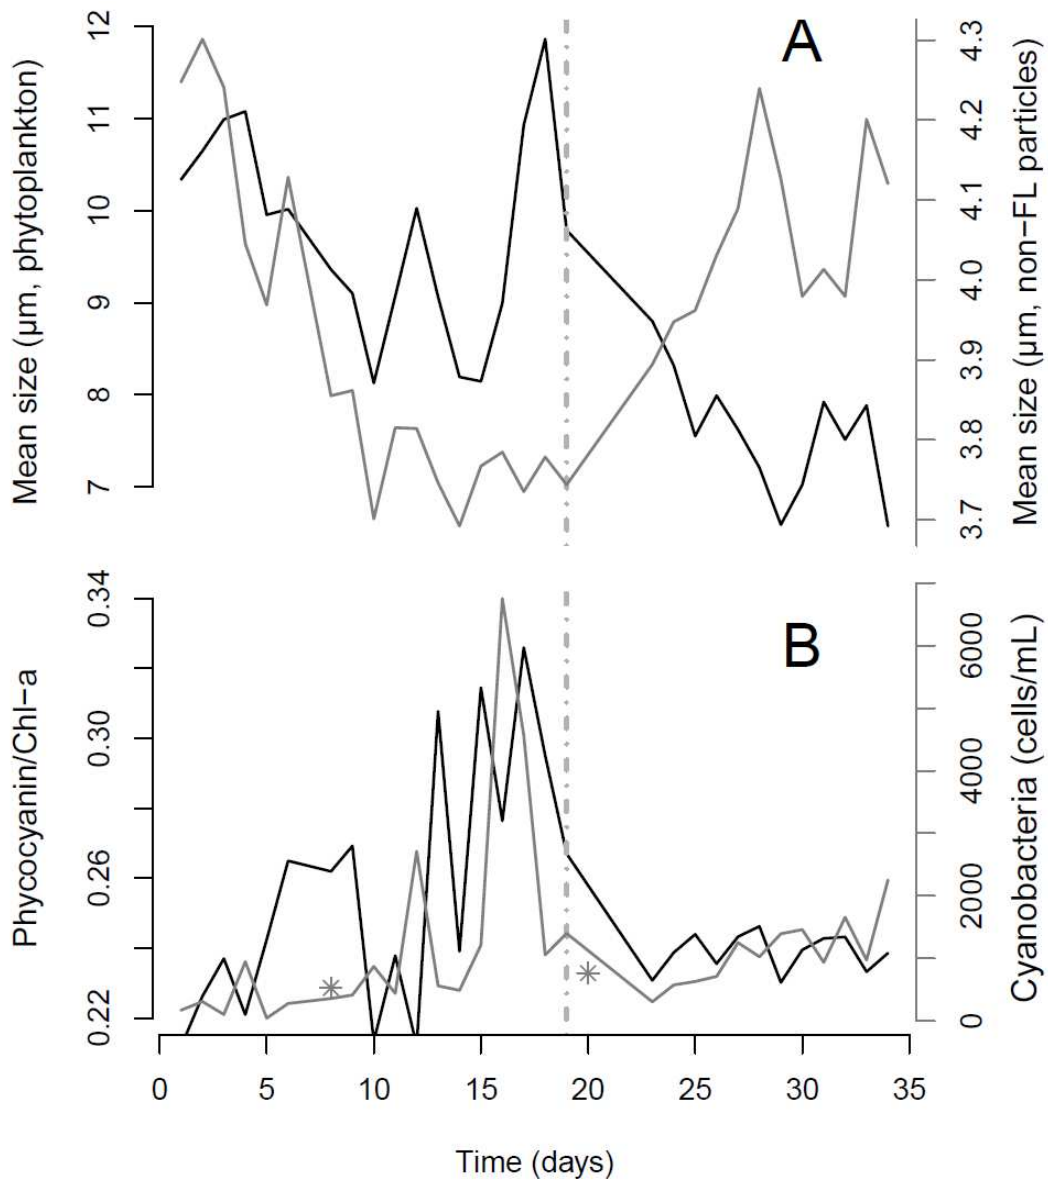 A
Mean size (µm, phytoplankton)
12
11
10
9
8
7
Mean size (µm, non−FL particles)
4.3
4.2
4.1
4.0
3.9
3.8
3.7
B
Phycocyanin/Chl−a
0.34
0.30
0.26
0.22
Cyanobacteria (cells/mL)
6000
4000
2000
0
0 5 10 15 20 25 30 35
Time (days)